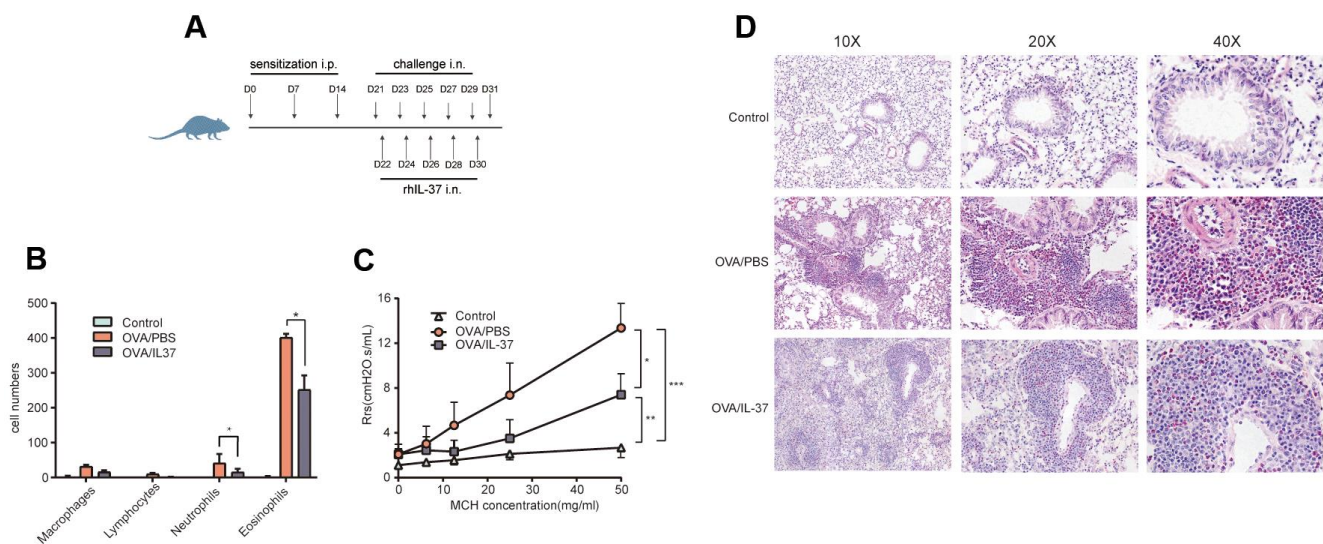 A
sensitization i.p.
challenge i.n.
D0 D7 D14 D21 D23 D25 D27 D29 D31
D22 D24 D26 D28 D30
rhIL-37 i.n.
B
500
400
300
200
100
0
cell numbers
Control
OVA/PBS
OVA/IL37
*
*
Macrophages
Lymphocytes
Neutrophils
Eosinophils
C
16
12
8
4
0
Rrs(cmH2O.s/mL)
Control
OVA/PBS
OVA/IL-37
*
**
***
0 10 20 30 40 50
MCH concentration(mg/ml)
D
10X 20X 40X
Control
OVA/PBS
OVA/IL-37